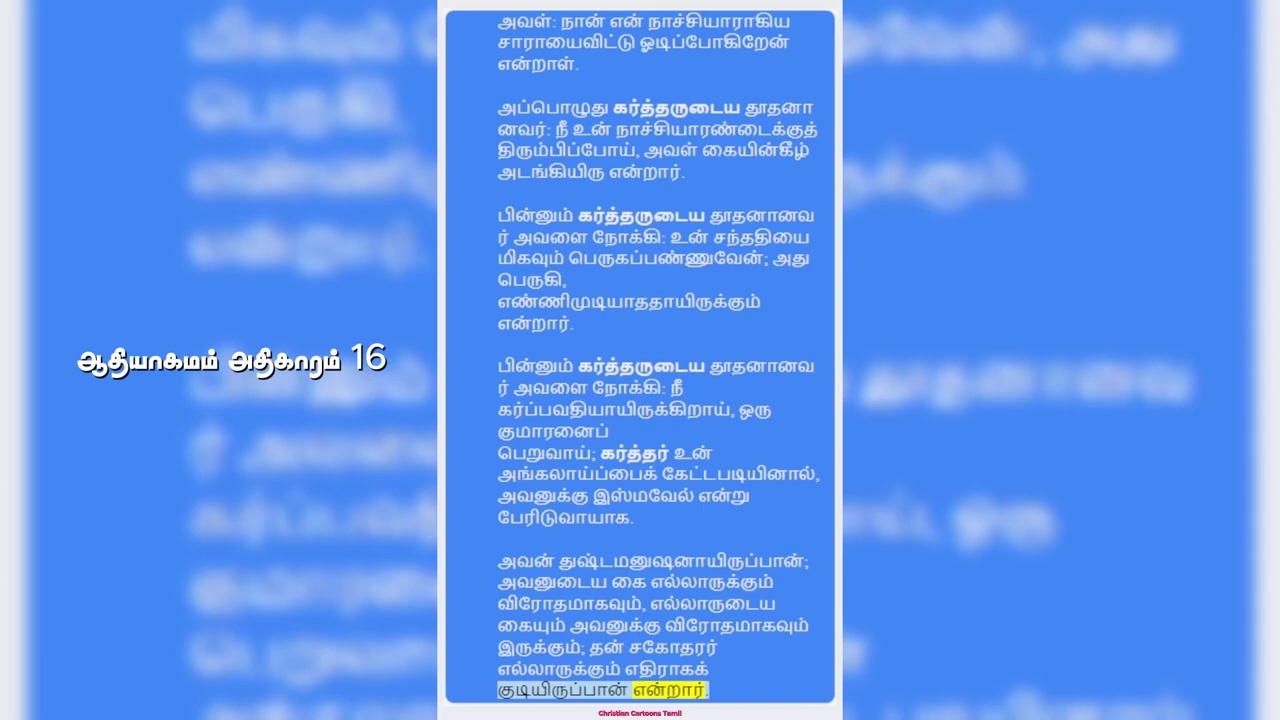 அவள்: நான் என் நாச்சியாராகிய
சாராயைவிட்டு ஓடிப்போகிறேன்
என்றாள்.
அப்பொழுது கர்த்தருடைய தூதனா
னவர்: நீ உன் நாச்சியாரண்டைக்குத்
திரும்பிப்போய், அவள் கையின்கீழ்
அடங்கியிரு என்றார்.
பின்னும் கர்த்தருடைய தூதனானவ
ர் அவளை நோக்கி: உன் சந்ததியை
மிகவும் பெருகப்பண்ணுவேன்; அது
பெருகி,
எண்ணிமுடியாததாயிருக்கும்
என்றார்.
ஆதியாகமம் அதிகாரம் 16
பின்னும் கர்த்தருடைய தூதனானவ
ர் அவளை நோக்கி: நீ
கர்ப்பவதியாயிருக்கிறாய், ஒரு
குமாரனைப்
பெறுவாய்; கர்த்தர் உன்
அங்கலாய்ப்பைக் கேட்டபடியினால்,
அவனுக்கு இஸ்மவேல் என்று
பேரிடுவாயாக.
அவன் துஷ்டமனுஷனாயிருப்பான்;
அவனுடைய கை எல்லாருக்கும்
விரோதமாகவும், எல்லாருடைய
கையும் அவனுக்கு விரோதமாகவும்
இருக்கும்; தன் சகோதரர்
எல்லாருக்கும் எதிராகக்
குடியிருப்பான் என்றார்.
Christian Cartoons Tamil